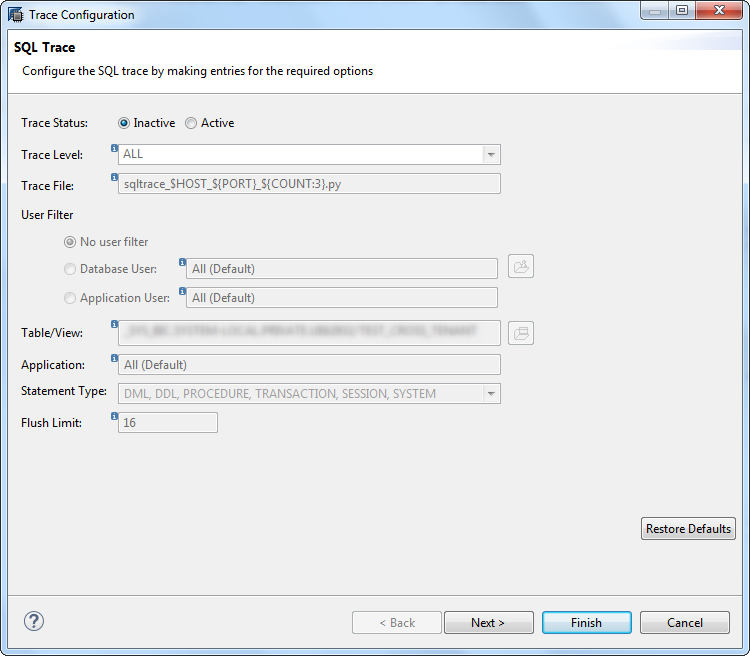 Trace Configuration
SQL Trace
Configure the SQL trace by making entries for the required options
Trace Status: Inactive Active
Trace Level: ALL
Trace File: sqltrace_$HOST_${PORT}_${COUNT:3}.py
User Filter
No user filter
Database User: All (Default)
Application User: All (Default)
Table/View:
Application: All (Default)
Statement Type: DML, DDL, PROCEDURE, TRANSACTION, SESSION, SYSTEM
Flush Limit: 16
Restore Defaults
? < Back Next > Finish Cancel